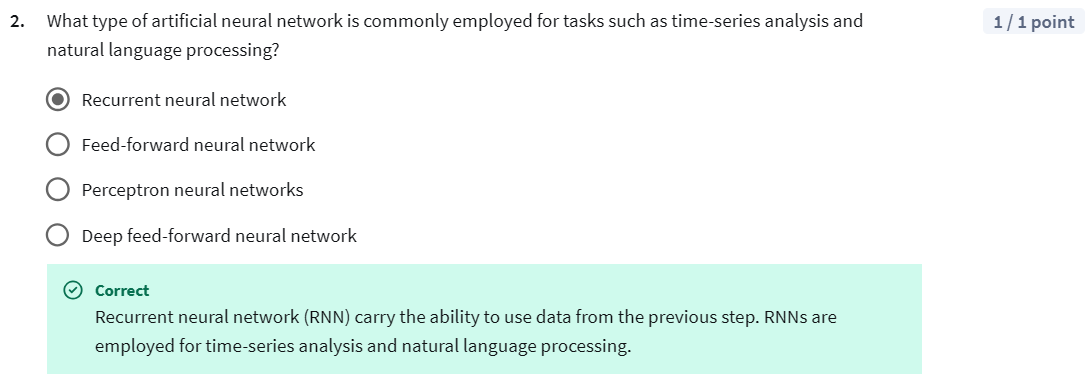 2. What type of artificial neural network is commonly employed for tasks such as time-series analysis and
natural language processing?
1 / 1 point
Recurrent neural network
Feed-forward neural network
Perceptron neural networks
Deep feed-forward neural network
Correct
Recurrent neural network (RNN) carry the ability to use data from the previous step. RNNs are
employed for time-series analysis and natural language processing.